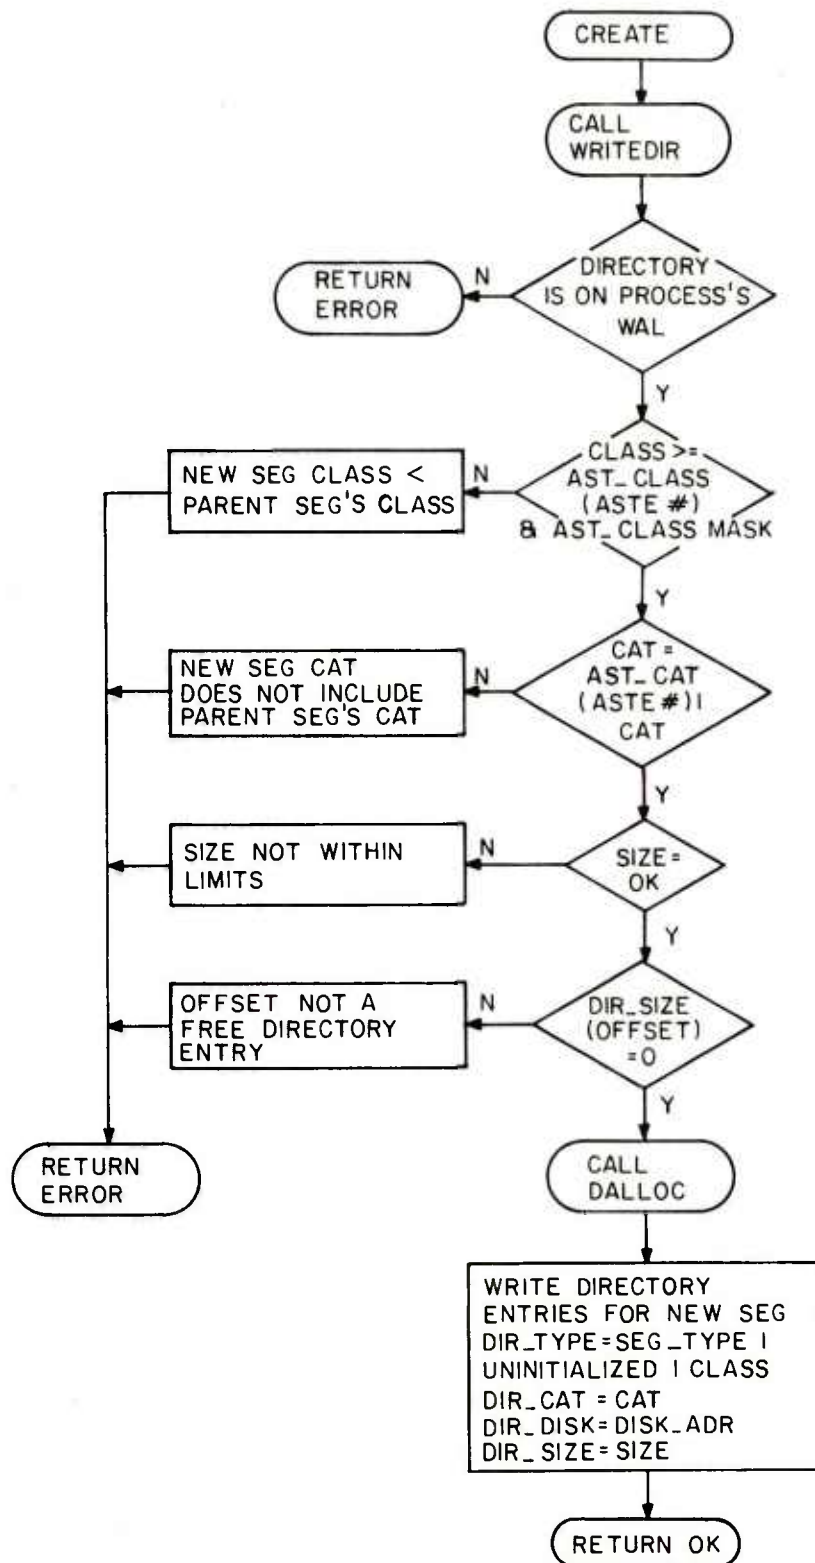 CREATE
CALL
WRITEDIR
DIRECTORY
IS ON PROCESS'S
WAL
N
RETURN
ERROR
Y
CLASS >=
AST_CLASS
(ASTE #)
& AST_CLASS MASK
N
NEW SEG CLASS <
PARENT SEG'S CLASS
Y
CAT =
AST_CAT
(ASTE #) |
CAT
N
NEW SEG CAT
DOES NOT INCLUDE
PARENT SEG'S CAT
Y
SIZE =
OK
N
SIZE NOT WITHIN
LIMITS
Y
DIR_SIZE
(OFFSET)
=0
N
OFFSET NOT A
FREE DIRECTORY
ENTRY
Y
RETURN
ERROR
CALL
DALLOC
WRITE DIRECTORY
ENTRIES FOR NEW SEG
DIR_TYPE=SEG_TYPE |
UNINITIALIZED | CLASS
DIR_CAT = CAT
DIR_DISK=DISK_ADR
DIR_SIZE=SIZE
RETURN OK